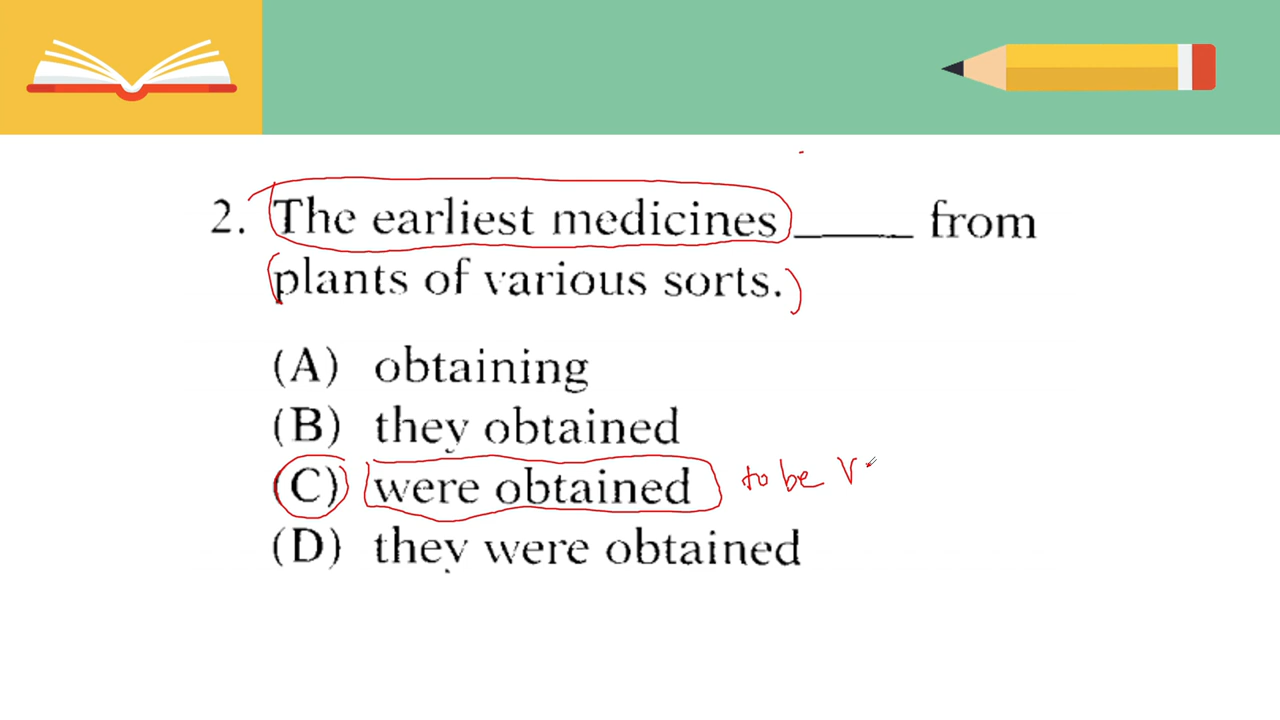 2. The earliest medicines ____ from
plants of various sorts.
(A) obtaining
(B) they obtained
(C) were obtained to be V
(D) they were obtained